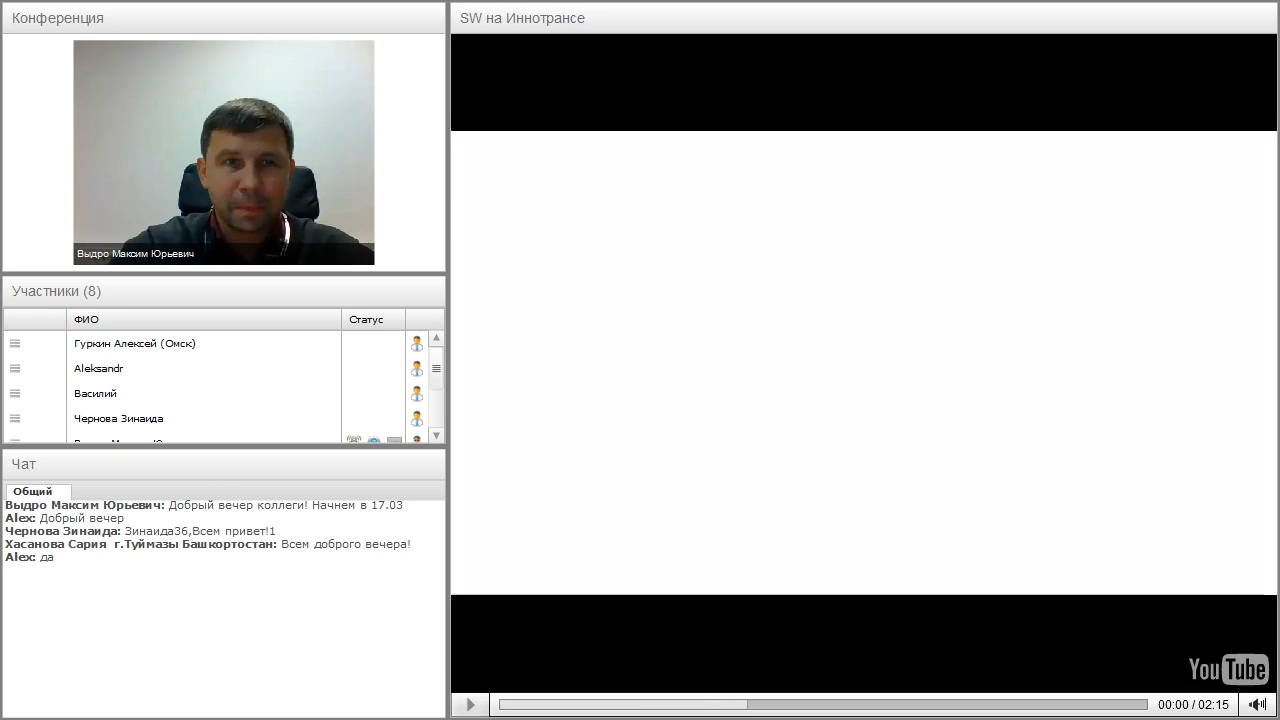 Конференция
SW на Иннотрансе
Выдро Максим Юрьевич
Участники (8)
ФИО
Статус
Гуркин Алексей (Омск)
Aleksandr
Василий
Чернова Зинаида
Чат
Общий
Выдро Максим Юрьевич: Добрый вечер коллеги! Начнем в 17.03
Alex: Добрый вечер
Чернова Зинаида: Зинаида36,Всем привет!1
Хасанова Сария г.Туймазы Башкортостан: Всем доброго вечера!
Alex: да
YouTube
00:00 / 02:15